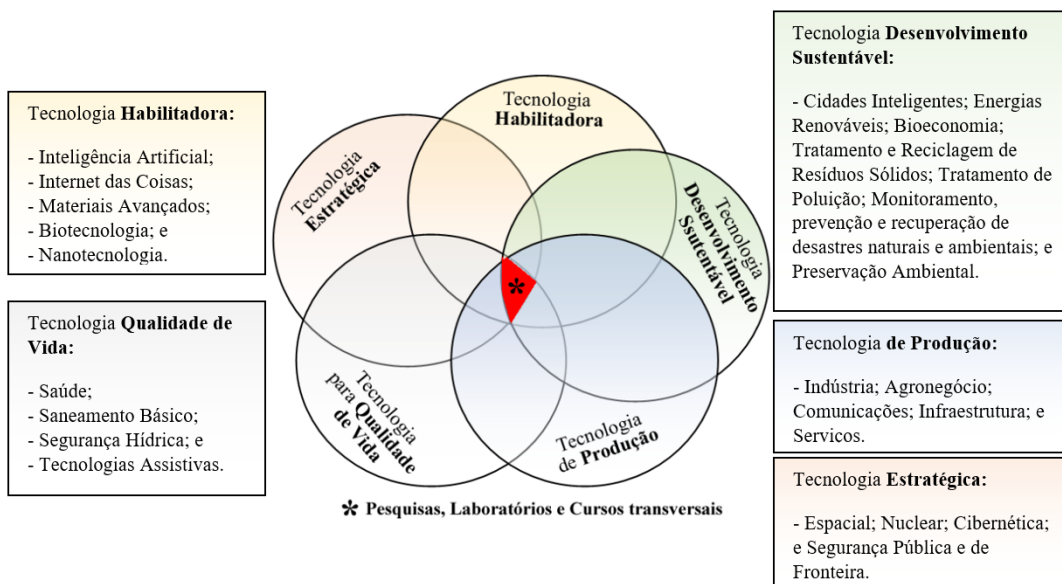 Tecnologia Habilitadora:
- Inteligência Artificial;
- Internet das Coisas;
- Materiais Avançados;
- Biotecnologia; e
- Nanotecnologia.
Tecnologia Qualidade de
Vida:
- Saúde;
- Saneamento Básico;
- Segurança Hídrica; e
- Tecnologias Assistivas.
Tecnologia
Estratégica
Tecnologia
Habilitadora
Tecnologia
Desenvolvimento
Ssutentável
Tecnologia
para Qualidade
de Vida
Tecnologia
de Produção
*
* Pesquisas, Laboratórios e Cursos transversais
Tecnologia Desenvolvimento
Sustentável:
- Cidades Inteligentes; Energias
Renováveis; Bioeconomia;
Tratamento e Reciclagem de
Resíduos Sólidos; Tratamento de
Poluição; Monitoramento,
prevenção e recuperação de
desastres naturais e ambientais; e
Preservação Ambiental.
Tecnologia de Produção:
- Indústria; Agronegócio;
Comunicações; Infraestrutura; e
Servicos.
Tecnologia Estratégica:
- Espacial; Nuclear; Cibernética;
e Segurança Pública e de
Fronteira.